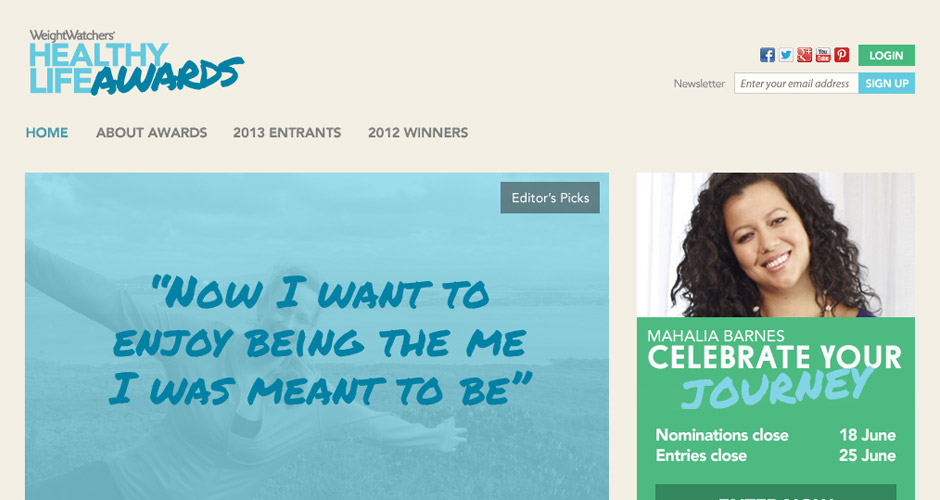 WeightWatchers
HEALTHY
LIFE AWARDS
LOGIN
Newsletter Enter your email address SIGN UP
HOME ABOUT AWARDS 2013 ENTRANTS 2012 WINNERS
Editor's Picks
“NOW I WANT TO
ENJOY BEING THE ME
I WAS MEANT TO BE”
MAHALIA BARNES
CELEBRATE YOUR
JOURNEY
Nominations close 18 June
Entries close 25 June
ENTER NOW